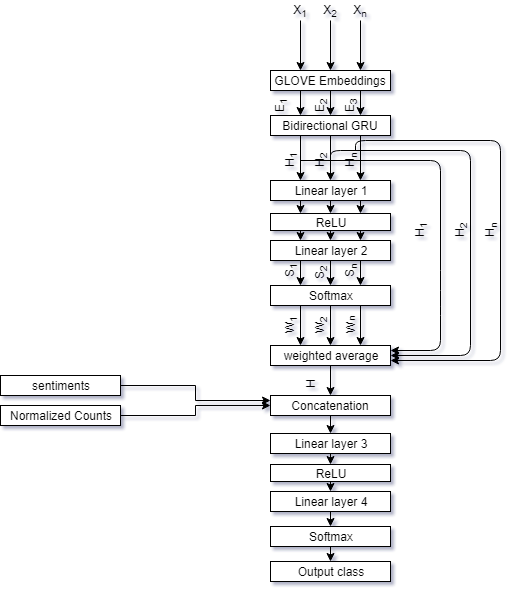 X1 X2 Xn
GLOVE Embeddings
E1 E2 E3
Bidirectional GRU
H1 H2 Hn
Linear layer 1
ReLU
H1 H2 Hn
Linear layer 2
S1 S2 Sn
Softmax
W1 W2 Wn
weighted average
H
sentiments
Concatenation
Normalized Counts
Linear layer 3
ReLU
Linear layer 4
Softmax
Output class